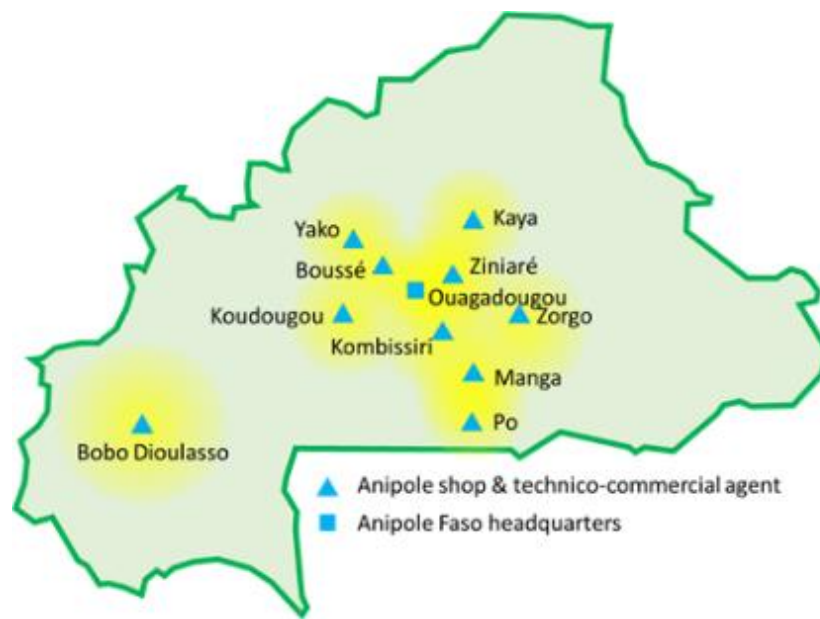 Kaya
Yako
Boussé
Ziniaré
Ouagadougou
Koudougou
Zorgo
Kombissiri
Manga
Po
Bobo Dioulasso
Anipole shop & technico-commercial agent
Anipole Faso headquarters